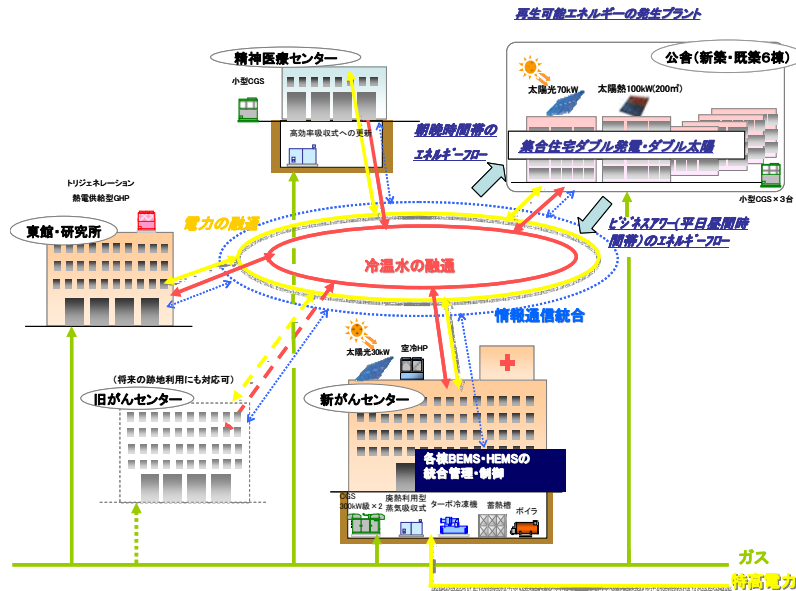 再生可能エネルギーの発生プラント
精神医療センター
公舎(新築・既築6棟)
小型CGS
太陽光70kW
太陽熱100kW(200㎡)
高効率吸収式への更新
朝晩時間帯の
エネルギーフロー
集合住宅ダブル発電・ダブル太陽
トリジェネレーション
熱電供給型GHP
小型CGS×3台
電力の融通
東館・研究所
ビジネスアワー(平日昼間時
間帯)のエネルギーフロー
冷温水の融通
情報通信統合
太陽光30kW
空冷HP
(将来の跡地利用にも対応可)
旧がんセンター
新がんセンター
各棟BEMS・HEMSの
統合管理・制御
CGS
300kW級×2
廃熱利用型
蒸気吸収式
ターボ冷凍機
蓄熱槽
ボイラ
ガス
特高電力